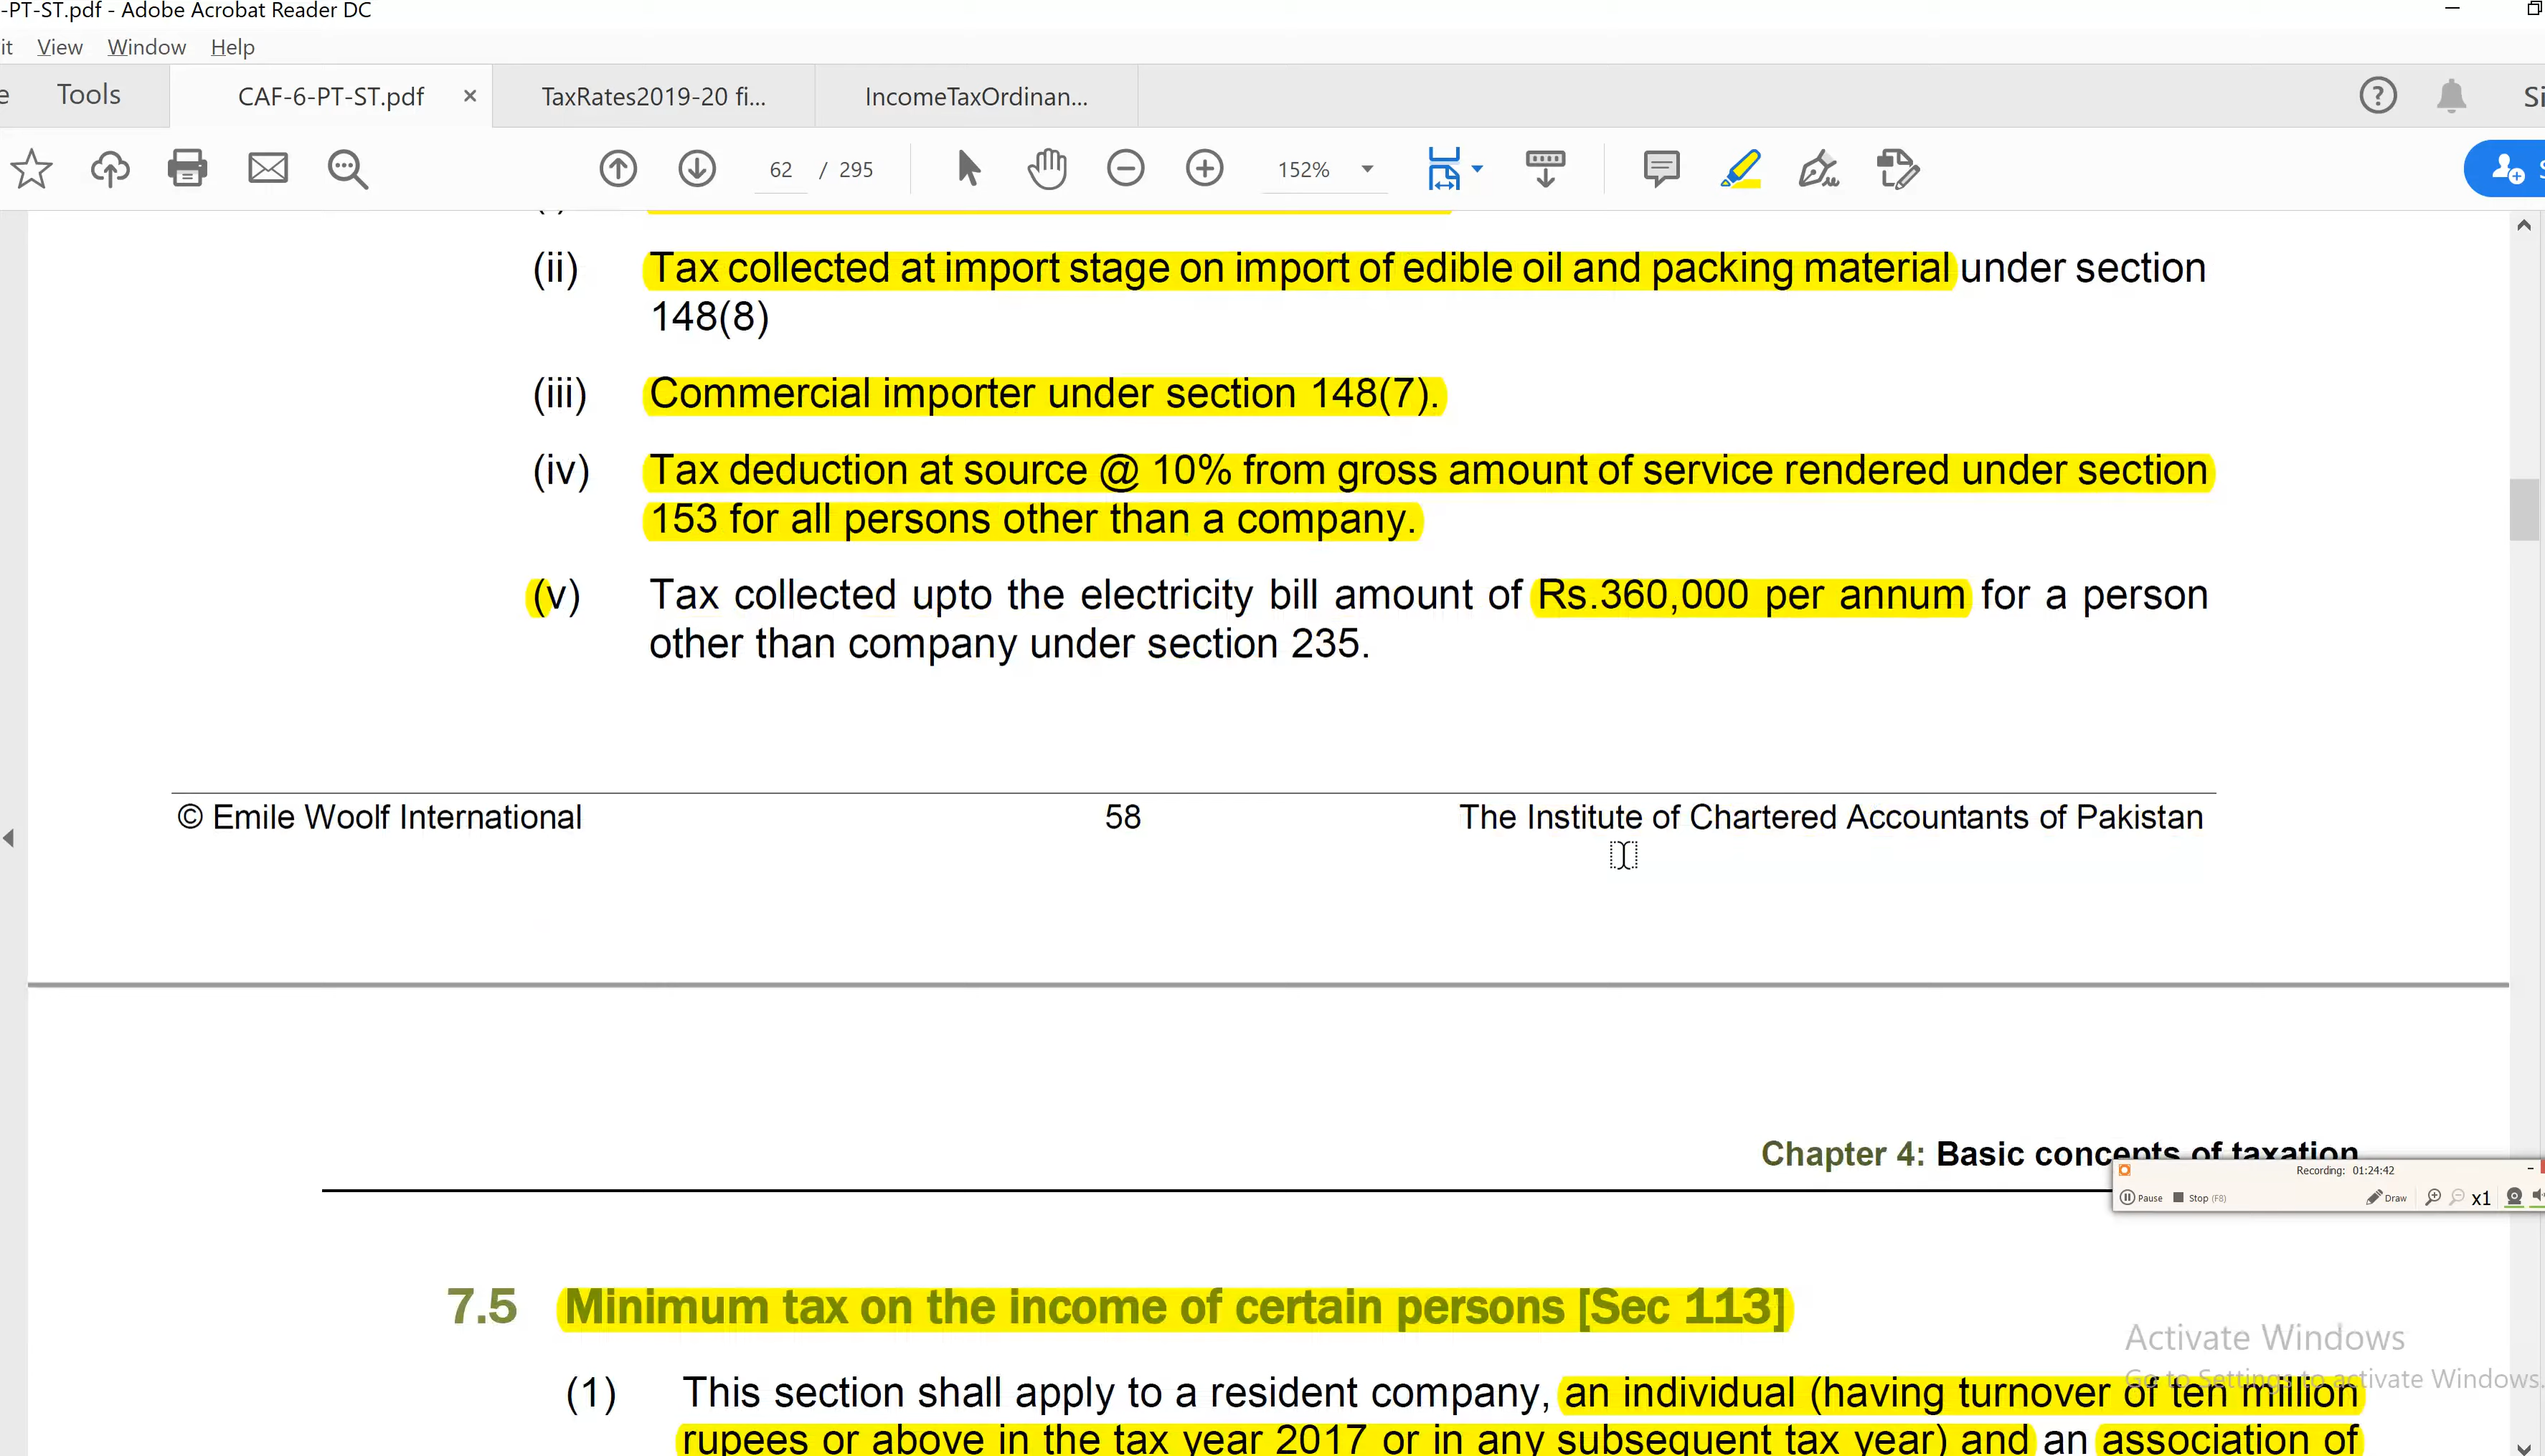 -PT-ST.pdf - Adobe Acrobat Reader DC
it View Window Help
e Tools CAF-6-PT-ST.pdf × TaxRates2019-20 fi... IncomeTaxOrdinan... ? Si
62 / 295 152% S
(ii) Tax collected at import stage on import of edible oil and packing material under section
148(8)
(iii) Commercial importer under section 148(7).
(iv) Tax deduction at source @ 10% from gross amount of service rendered under section
153 for all persons other than a company.
(v) Tax collected upto the electricity bill amount of Rs.360,000 per annum for a person
other than company under section 235.
© Emile Woolf International 58 The Institute of Chartered Accountants of Pakistan
Chapter 4: Basic concepts of taxation
Recording: 01:24:42
Pause Stop (F8) Draw x1
7.5 Minimum tax on the income of certain persons [Sec 113]
Activate Windows
Go to Settings to activate Windows.
(1) This section shall apply to a resident company, an individual (having turnover of ten million
rupees or above in the tax year 2017 or in any subsequent tax year) and an association of